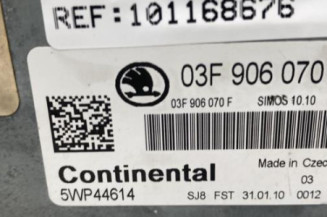 REF:101168676
03F 906 070
03F 906 070 F SIMOS 10.10
Continental
Made in Czec
03
5WP44614 SJ8 FST 31.01.10 0012